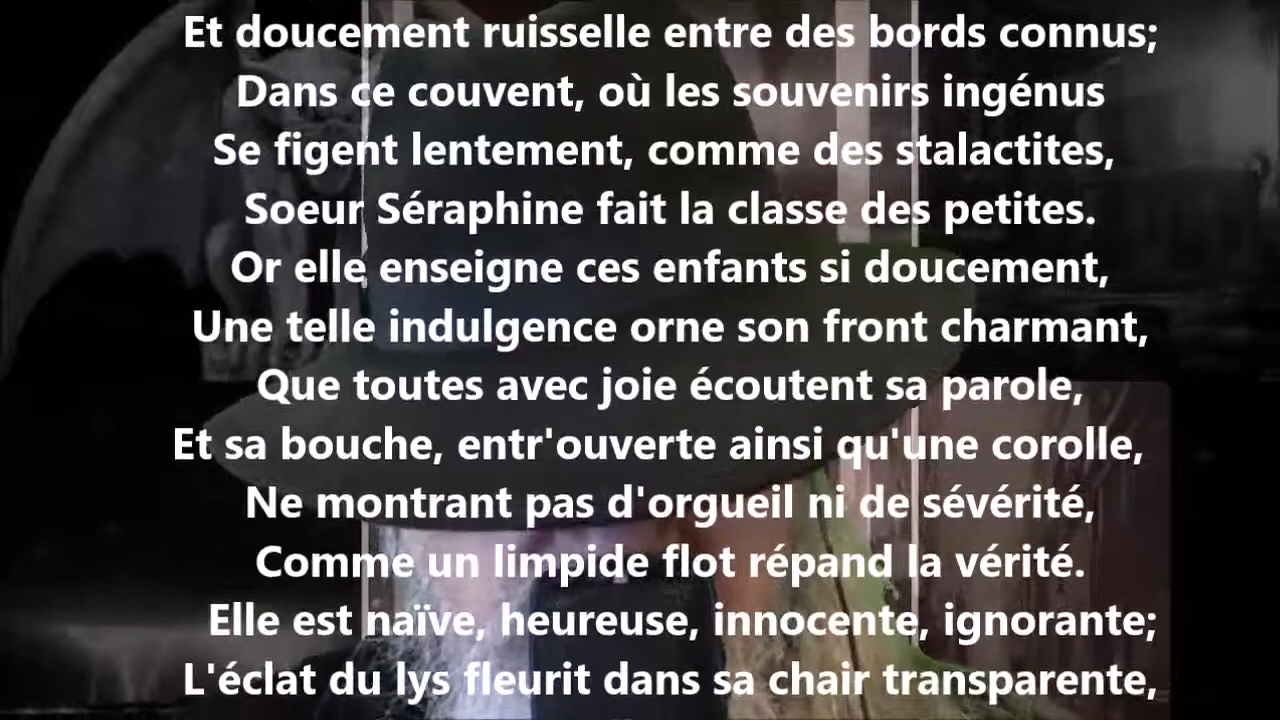 Et doucement ruisselle entre des bords connus;
Dans ce couvent, où les souvenirs ingénus
Se figent lentement, comme des stalactites,
Soeur Séraphine fait la classe des petites.
Or elle enseigne ces enfants si doucement,
Une telle indulgence orne son front charmant,
Que toutes avec joie écoutent sa parole,
Et sa bouche, entr'ouverte ainsi qu'une corolle,
Ne montrant pas d'orgueil ni de sévérité,
Comme un limpide flot répand la vérité.
Elle est naïve, heureuse, innocente, ignorante;
L'éclat du lys fleurit dans sa chair transparente,